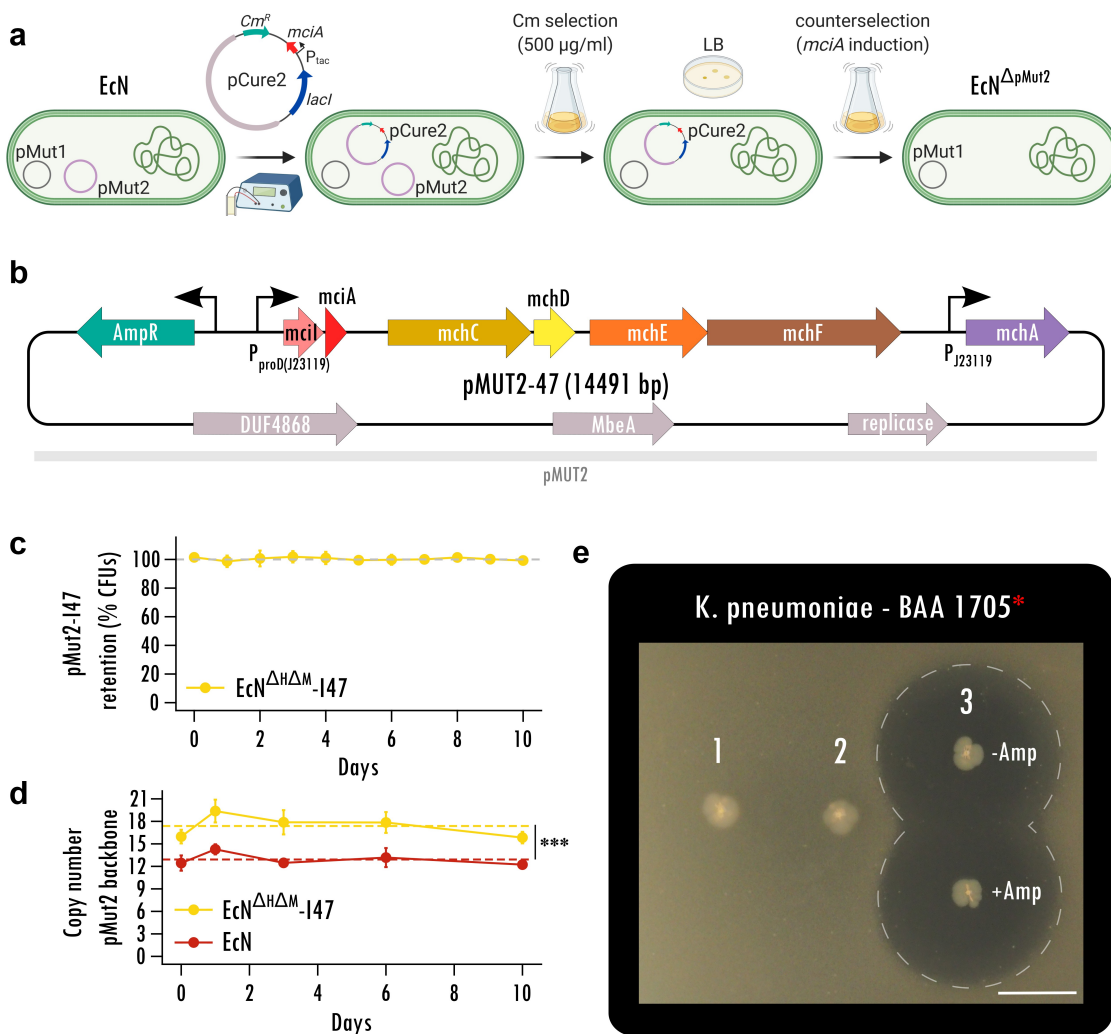 a
EcN
Cm^R
mciA
P_tac
pCure2
lacI
pMut1
pMut2
pCure2
pMut2
Cm selection
(500 µg/ml)
LB
pCure2
counterselection
(mciA induction)
EcN^ΔpMut2
pMut1
b
AmpR
P_proD(J23119)
mciI
mciA
mchC
mchD
mchE
mchF
P_J23119
mchA
pMUT2-47 (14491 bp)
DUF4868
MbeA
replicase
pMUT2
c
pMut2-I47
retention (% CFUs)
100
80
60
40
20
0
EcN^ΔHΔM-I47
0 2 4 6 8 10
Days
d
Copy number
pMut2 backbone
21
18
15
12
9
6
3
0
***
EcN^ΔHΔM-I47
EcN
0 2 4 6 8 10
Days
e
K. pneumoniae - BAA 1705*
1
2
3
-Amp
+Amp